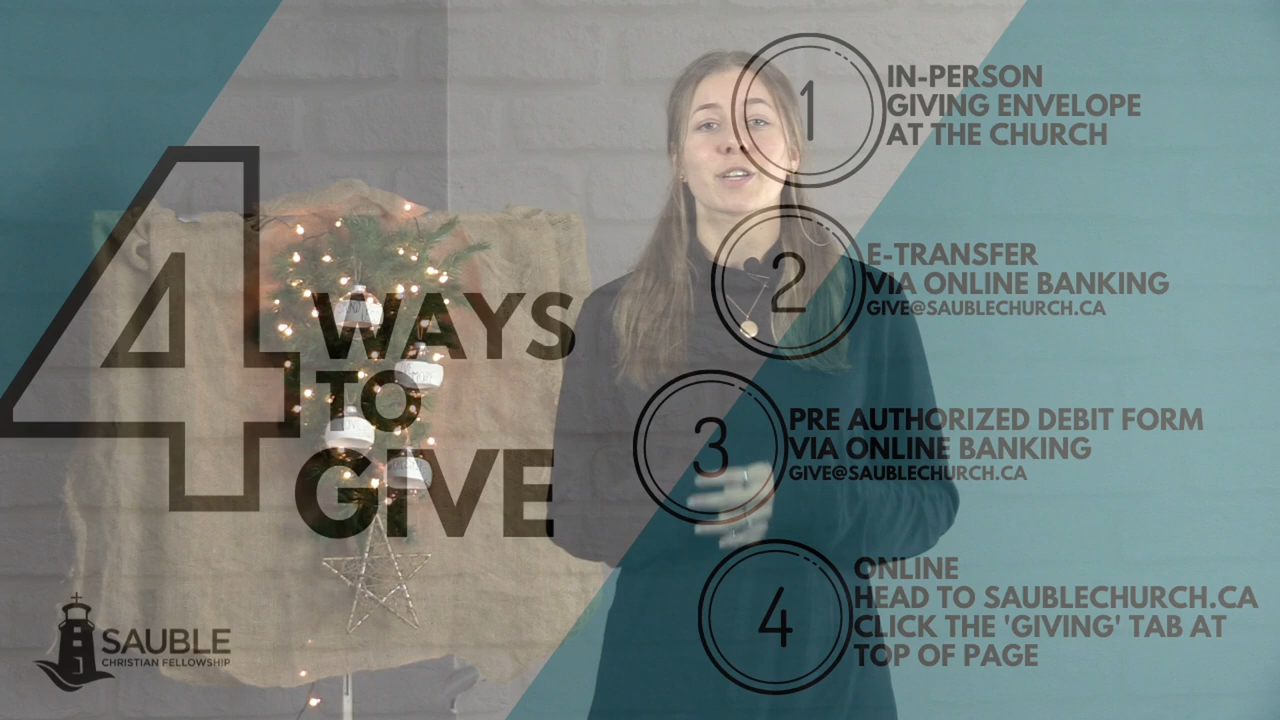 4
WAYS
TO
GIVE
1
IN-PERSON
GIVING ENVELOPE
AT THE CHURCH
2
E-TRANSFER
VIA ONLINE BANKING
GIVE@SAUBLECHURCH.CA
3
PRE AUTHORIZED DEBIT FORM
VIA ONLINE BANKING
GIVE@SAUBLECHURCH.CA
4
ONLINE
HEAD TO SAUBLECHURCH.CA
CLICK THE 'GIVING' TAB AT
TOP OF PAGE
SAUBLE
CHRISTIAN FELLOWSHIP